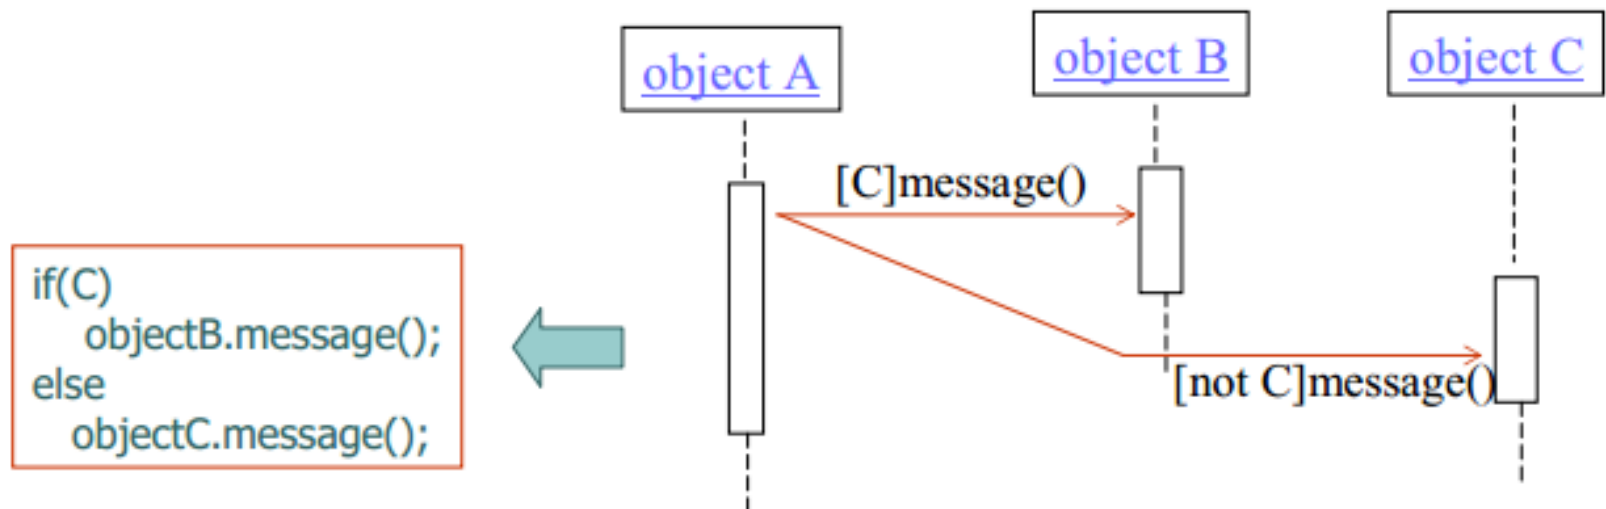 object A
object B
object C
[C]message()
if(C)
objectB.message();
else
objectC.message();
[not C]message()